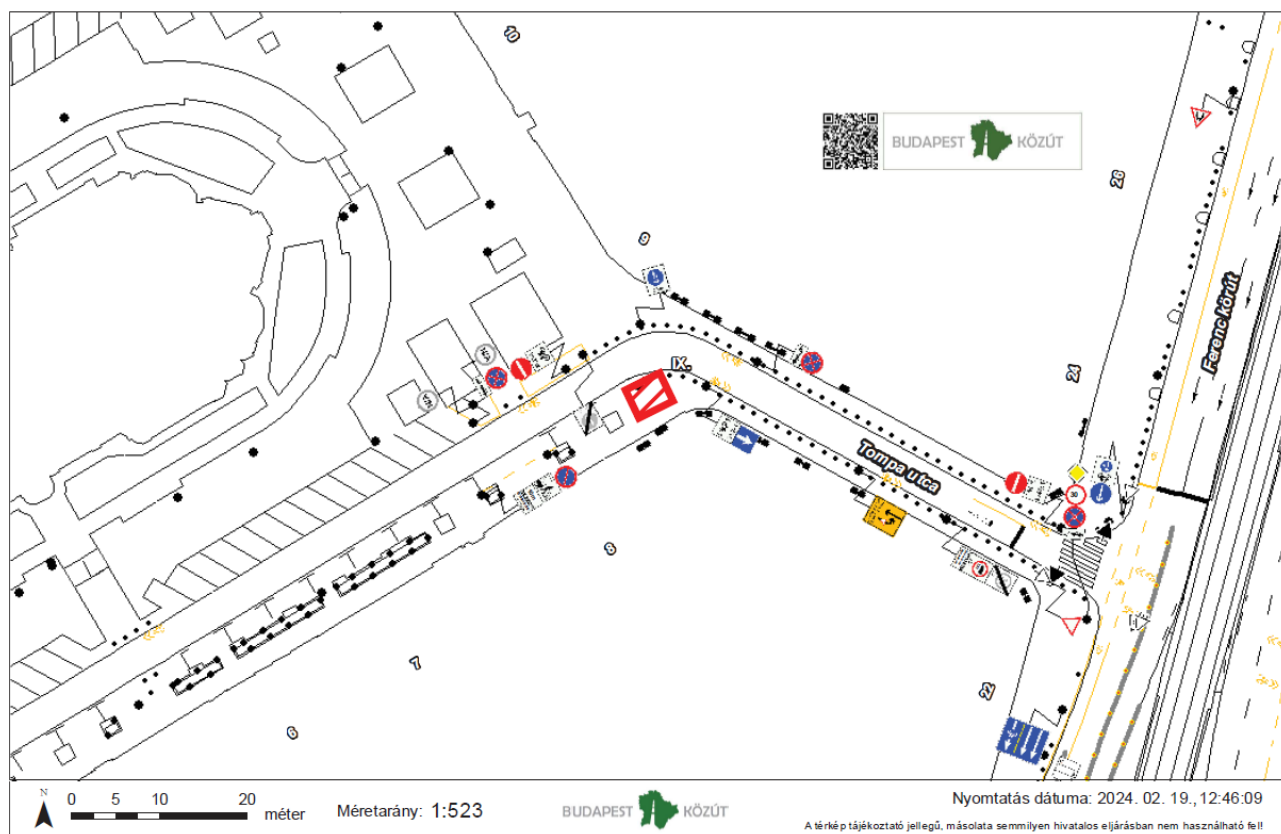 10
BUDAPEST KÖZÚT
26
9
Ferenc körút
IX.
24
Tompa utca
30
8
7
22
6
N
0 5 10 20
méter
Méretarány: 1:523
BUDAPEST KÖZÚT
Nyomtatás dátuma: 2024. 02. 19., 12:46:09
A térkép tájékoztató jellegű, másolata semmilyen hivatalos eljárásban nem használható fel!